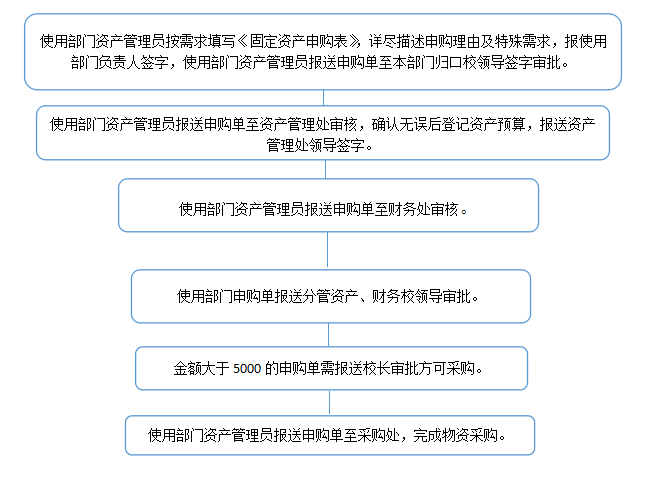 使用部门资产管理员按需求填写《固定资产申购表》，详尽描述申购理由及特殊需求，报使用
部门负责人签字，使用部门资产管理员报送申购单至本部门归口校领导签字审批。
使用部门资产管理员报送申购单至资产管理处审核，确认无误后登记资产预算，报送资产
管理处领导签字。
使用部门资产管理员报送申购单至财务处审核。
使用部门申购单报送分管资产、财务校领导审批。
金额大于 5000 的申购单需报送校长审批方可采购。
使用部门资产管理员报送申购单至采购处，完成物资采购。